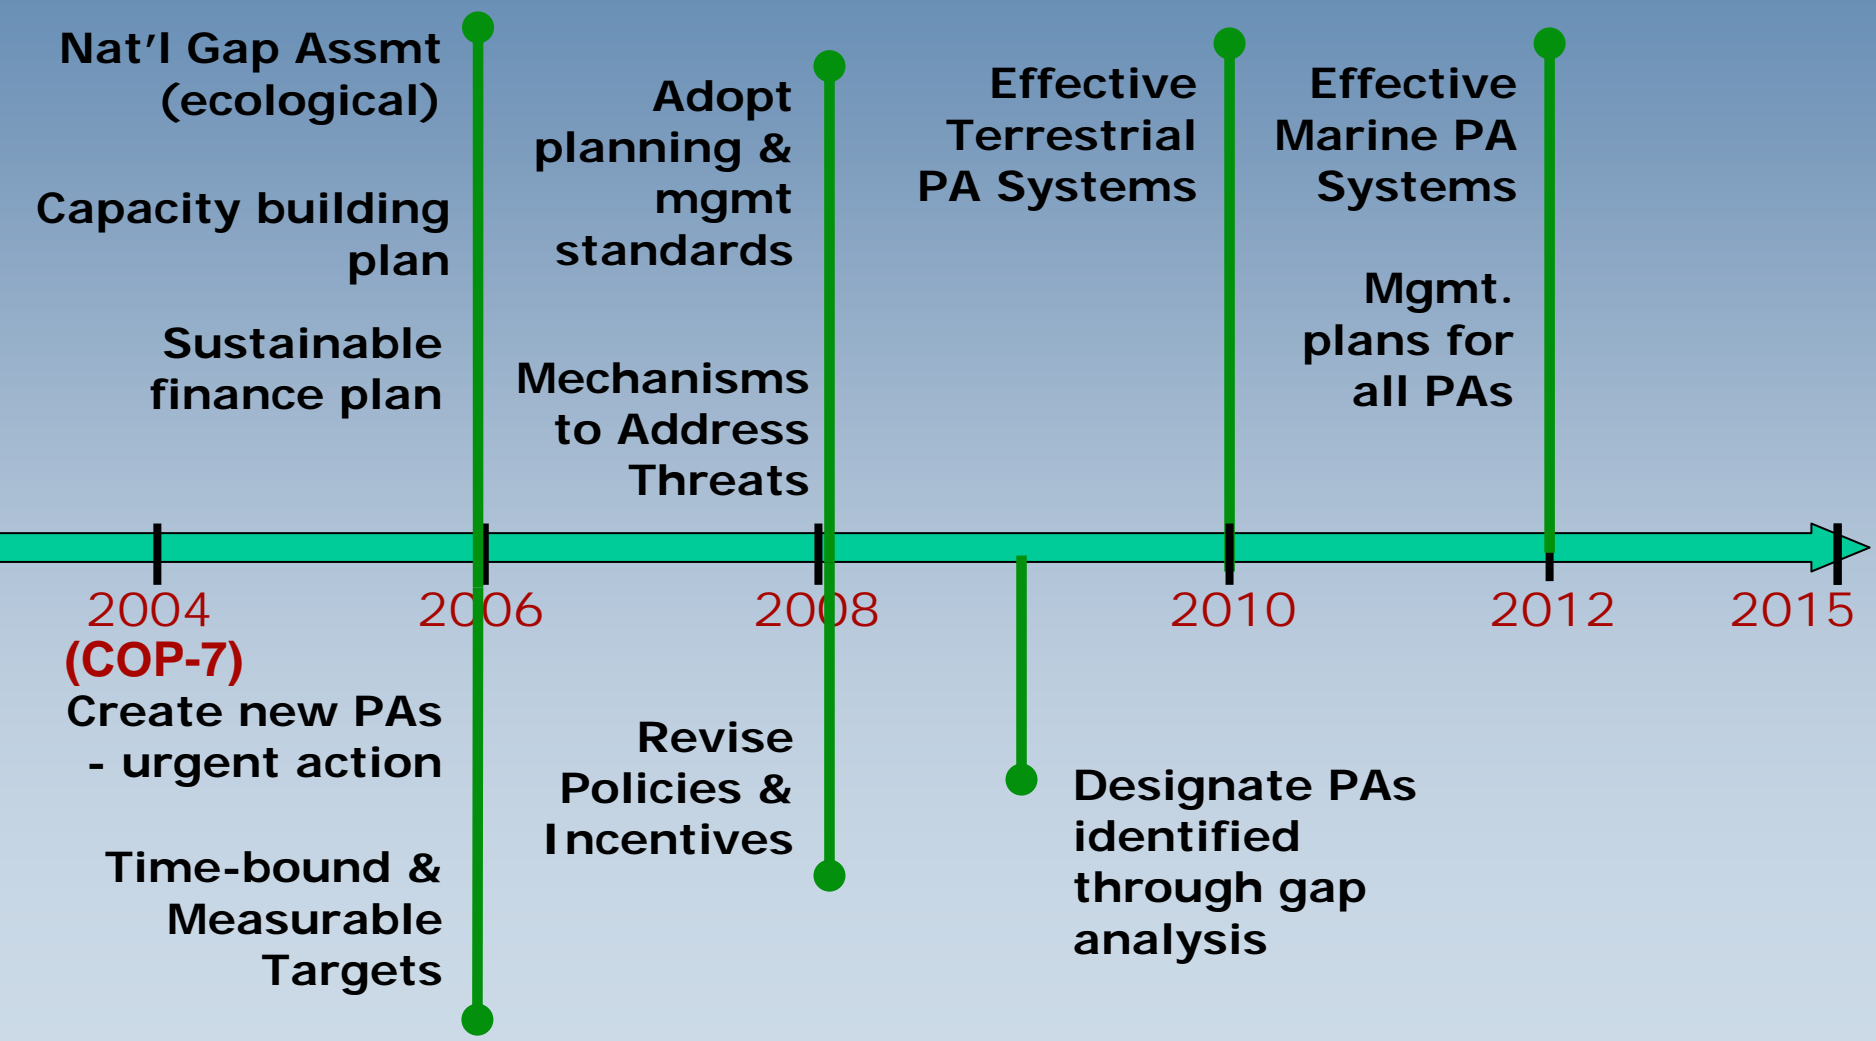 Nat'l Gap Assmt
(ecological)
Capacity building
plan
Sustainable
finance plan
Adopt
planning &
mgmt
standards
Mechanisms
to Address
Threats
Effective
Terrestrial
PA Systems
Effective
Marine PA
Systems
Mgmt.
plans for
all PAs
2004
(COP-7)
2006
2008
2010
2012
2015
Create new PAs
- urgent action
Time-bound &
Measurable
Targets
Revise
Policies &
Incentives
Designate PAs
identified
through gap
analysis